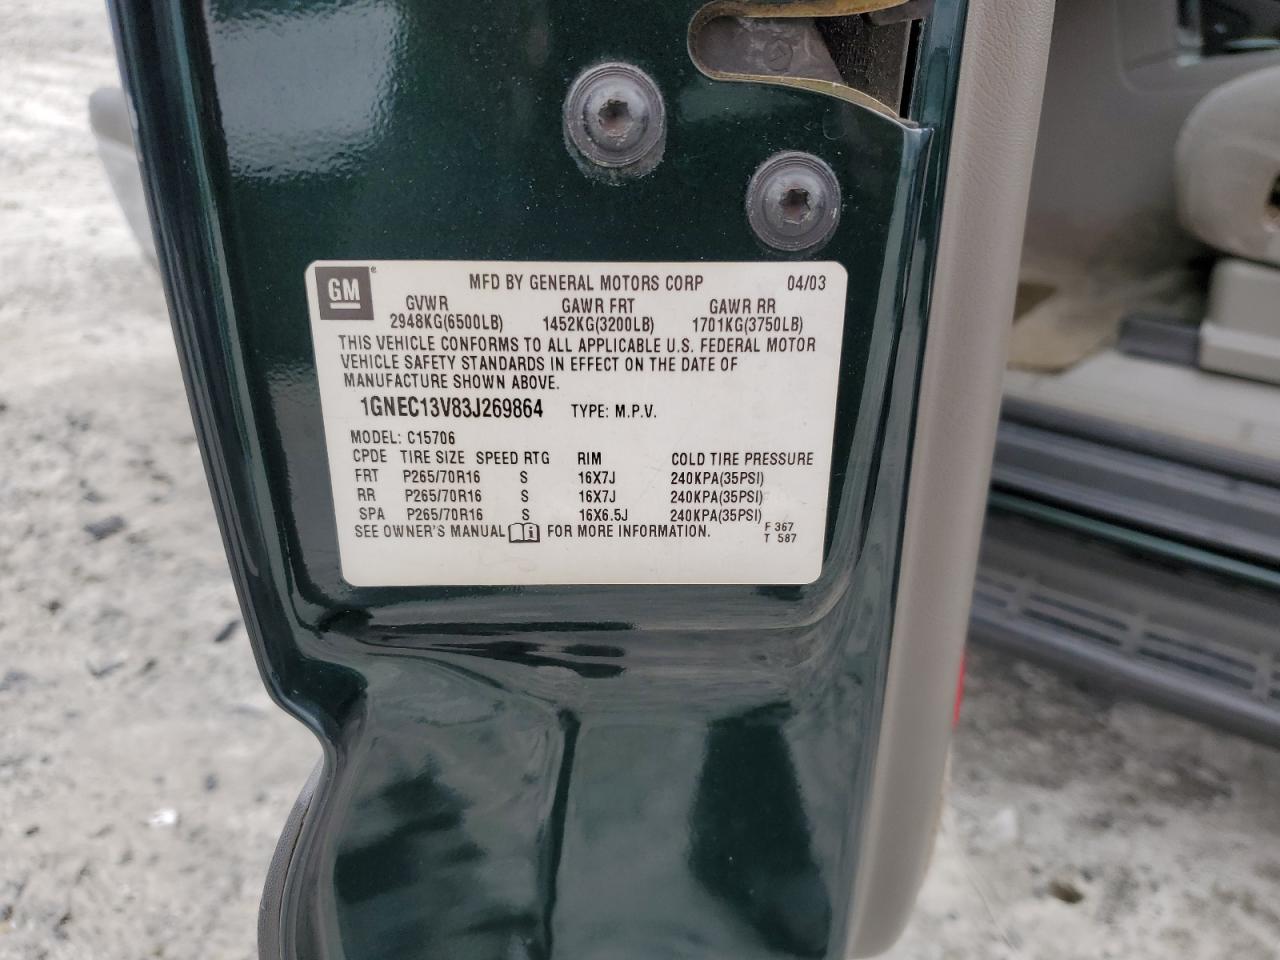 GM ® MFD BY GENERAL MOTORS CORP 04/03
GVWR GAWR FRT GAWR RR
2948KG(6500LB) 1452KG(3200LB) 1701KG(3750LB)
THIS VEHICLE CONFORMS TO ALL APPLICABLE U.S. FEDERAL MOTOR
VEHICLE SAFETY STANDARDS IN EFFECT ON THE DATE OF
MANUFACTURE SHOWN ABOVE.
1GNEC13V83J269864 TYPE: M.P.V.
MODEL: C15706
CPDE TIRE SIZE SPEED RTG RIM COLD TIRE PRESSURE
FRT P265/70R16 S 16X7J 240KPA(35PSI)
RR P265/70R16 S 16X7J 240KPA(35PSI)
SPA P265/70R16 S 16X6.5J 240KPA(35PSI)
SEE OWNER'S MANUAL i FOR MORE INFORMATION. F 367
T 587